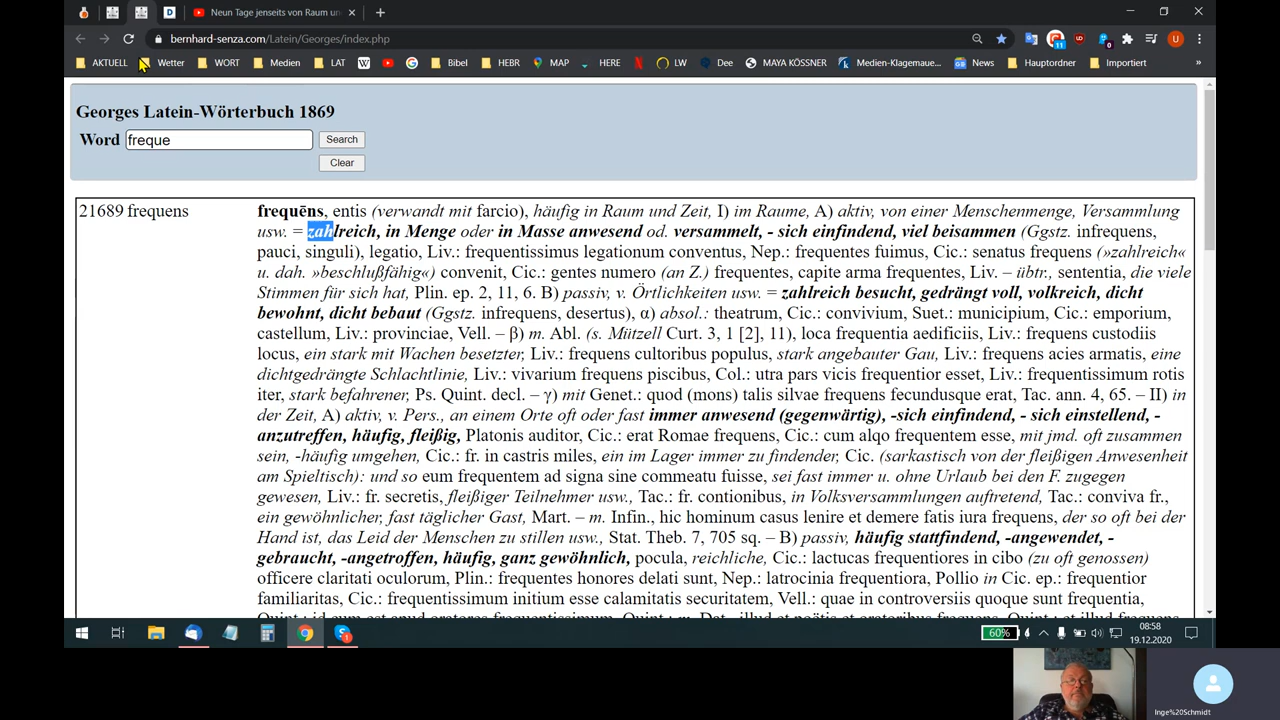 Neun Tage jenseits von Raum un
bernhard-senza.com/Latein/Georges/index.php
AKTUELL Wetter WORT Medien LAT Bibel HEBR MAP HERE LW Dee MAYA KÖSSNER Medien-Klagemaue... News Hauptordner Importiert »
Georges Latein-Wörterbuch 1869
Word freque Search
Clear
21689 frequens frequēns, entis (verwandt mit farcio), häufig in Raum und Zeit, I) im Raume, A) aktiv, von einer Menschenmenge, Versammlung
usw. = zahlreich, in Menge oder in Masse anwesend od. versammelt, - sich einfindend, viel beisammen (Ggstz. infrequens,
pauci, singuli), legatio, Liv.: frequentissimus legationum conventus, Nep.: frequentes fuimus, Cic.: senatus frequens (»zahlreich«
u. dah. »beschlußfähig«) convenit, Cic.: gentes numero (an Z.) frequentes, capite arma frequentes, Liv. – übtr., sententia, die viele
Stimmen für sich hat, Plin. ep. 2, 11, 6. B) passiv, v. Örtlichkeiten usw. = zahlreich besucht, gedrängt voll, volkreich, dicht
bewohnt, dicht bebaut (Ggstz. infrequens, desertus), α) absol.: theatrum, Cic.: convivium, Suet.: municipium, Cic.: emporium,
castellum, Liv.: provinciae, Vell. – β) m. Abl. (s. Mützell Curt. 3, 1 [2], 11), loca frequentia aedificiis, Liv.: frequens custodiis
locus, ein stark mit Wachen besetzter, Liv.: frequens cultoribus populus, stark angebauter Gau, Liv.: frequens acies armatis, eine
dichtgedrängte Schlachtlinie, Liv.: vivarium frequens piscibus, Col.: utra pars vicis frequentior esset, Liv.: frequentissimum rotis
iter, stark befahrener, Ps. Quint. decl. – γ) mit Genet.: quod (mons) talis silvae frequens fecundusque erat, Tac. ann. 4, 65. – II) in
der Zeit, A) aktiv, v. Pers., an einem Orte oft oder fast immer anwesend (gegenwärtig), -sich einfindend, - sich einstellend, -
anzutreffen, häufig, fleißig, Platonis auditor, Cic.: erat Romae frequens, Cic.: cum alqo frequentem esse, mit jmd. oft zusammen
sein, -häufig umgehen, Cic.: fr. in castris miles, ein im Lager immer zu findender, Cic. (sarkastisch von der fleißigen Anwesenheit
am Spieltisch): und so eum frequentem ad signa sine commeatu fuisse, sei fast immer u. ohne Urlaub bei den F. zugegen
gewesen, Liv.: fr. secretis, fleißiger Teilnehmer usw., Tac.: fr. contionibus, in Volksversammlungen auftretend, Tac.: conviva fr.,
ein gewöhnlicher, fast täglicher Gast, Mart. – m. Infin., hic hominum casus lenire et demere fatis iura frequens, der so oft bei der
Hand ist, das Leid der Menschen zu stillen usw., Stat. Theb. 7, 705 sq. – B) passiv, häufig stattfindend, -angewendet, -
gebraucht, -angetroffen, häufig, ganz gewöhnlich, pocula, reichliche, Cic.: lactucas frequentiores in cibo (zu oft genossen)
officere claritati oculorum, Plin.: frequentes honores delati sunt, Nep.: latrocinia frequentiora, Pollio in Cic. ep.: frequentior
familiaritas, Cic.: frequentissimum initium esse calamitatis securitatem, Vell.: quae in controversiis quoque sunt frequentia,
60% 08:58
19.12.2020
Inge%20Schmidt